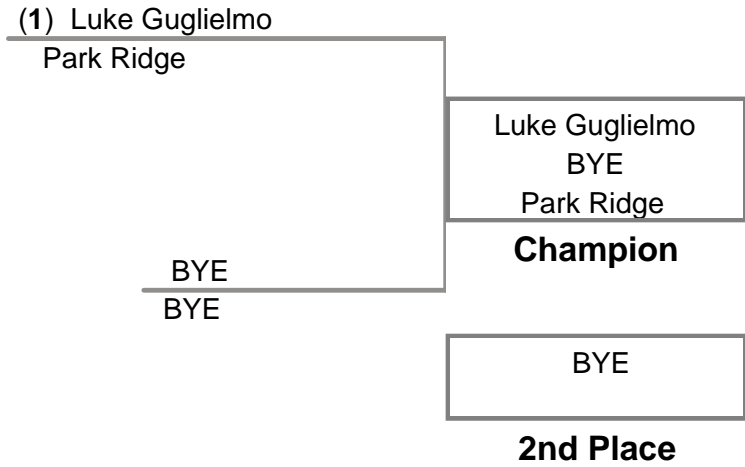 (1) Luke Guglielmo
Park Ridge
Luke Guglielmo
BYE
Park Ridge
Champion
BYE
BYE
BYE
2nd Place